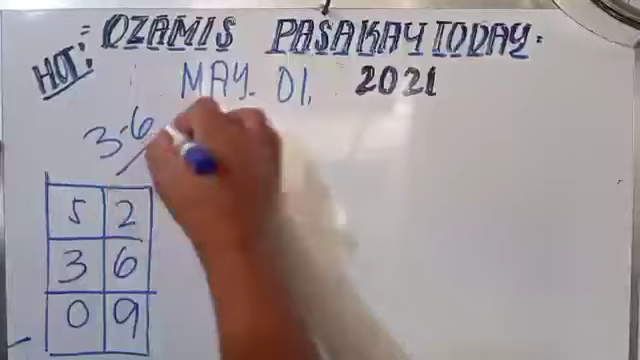 OZAMIS PASAKAY TODAY.
HOT!
MAY. 01. 2021
3-6
5 2
3 6
0 9